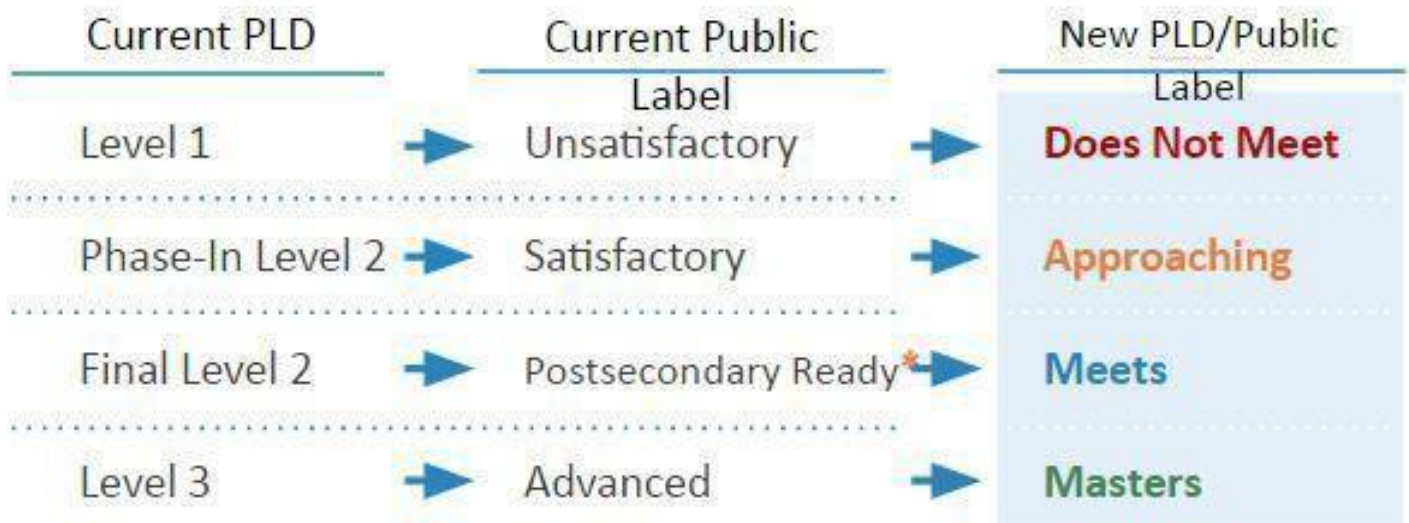 Current PLD Current Public New PLD/Public
Label Label
Level 1 Unsatisfactory Does Not Meet
Phase-In Level 2 Satisfactory Approaching
Final Level 2 Postsecondary Ready* Meets
Level 3 Advanced Masters